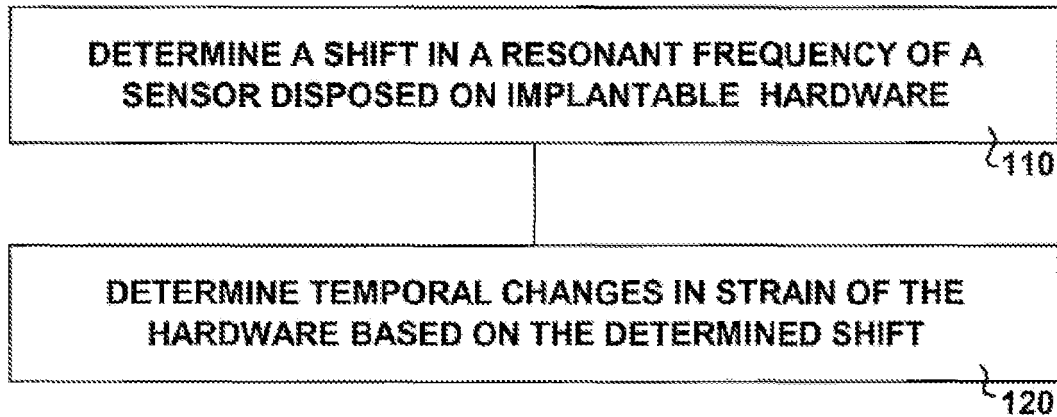 DETERMINE A SHIFT IN A RESONANT FREQUENCY OF A
SENSOR DISPOSED ON IMPLANTABLE HARDWARE
110
DETERMINE TEMPORAL CHANGES IN STRAIN OF THE
HARDWARE BASED ON THE DETERMINED SHIFT
120